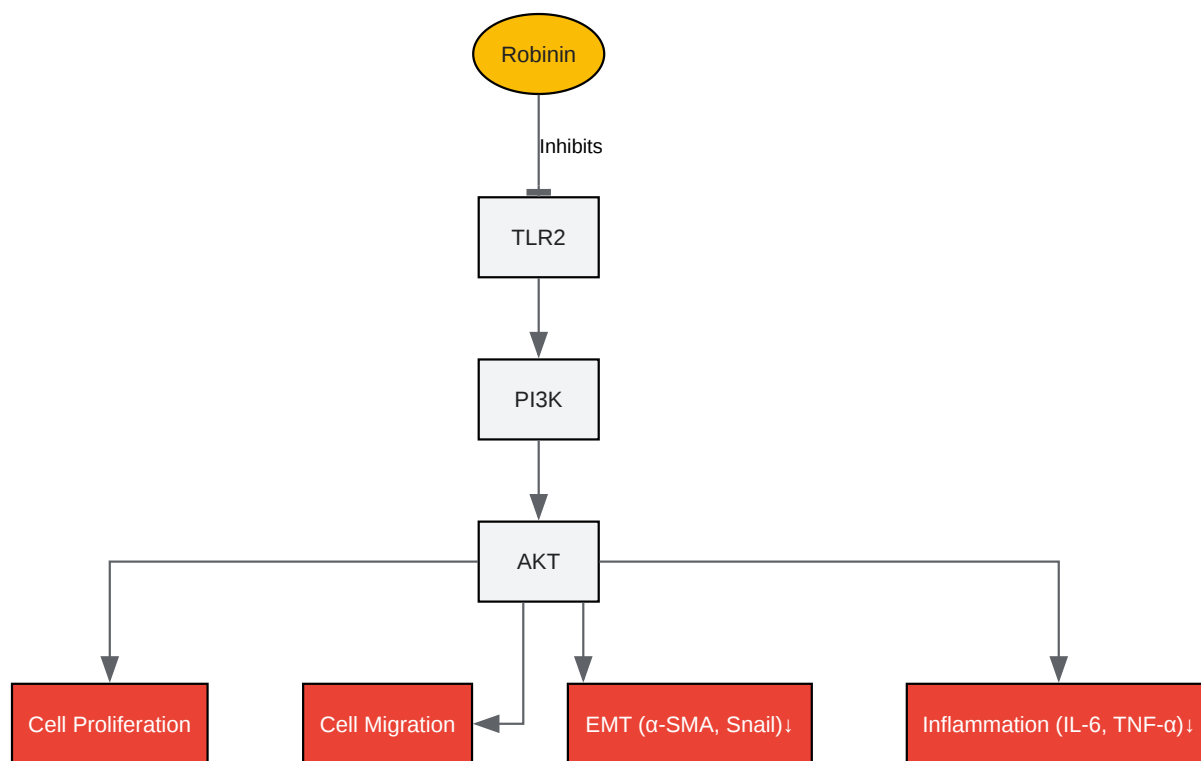 Robinin
Inhibits
TLR2
PI3K
AKT
Cell Proliferation
Cell Migration
EMT (α-SMA, Snail)↓
Inflammation (IL-6, TNF-α)↓